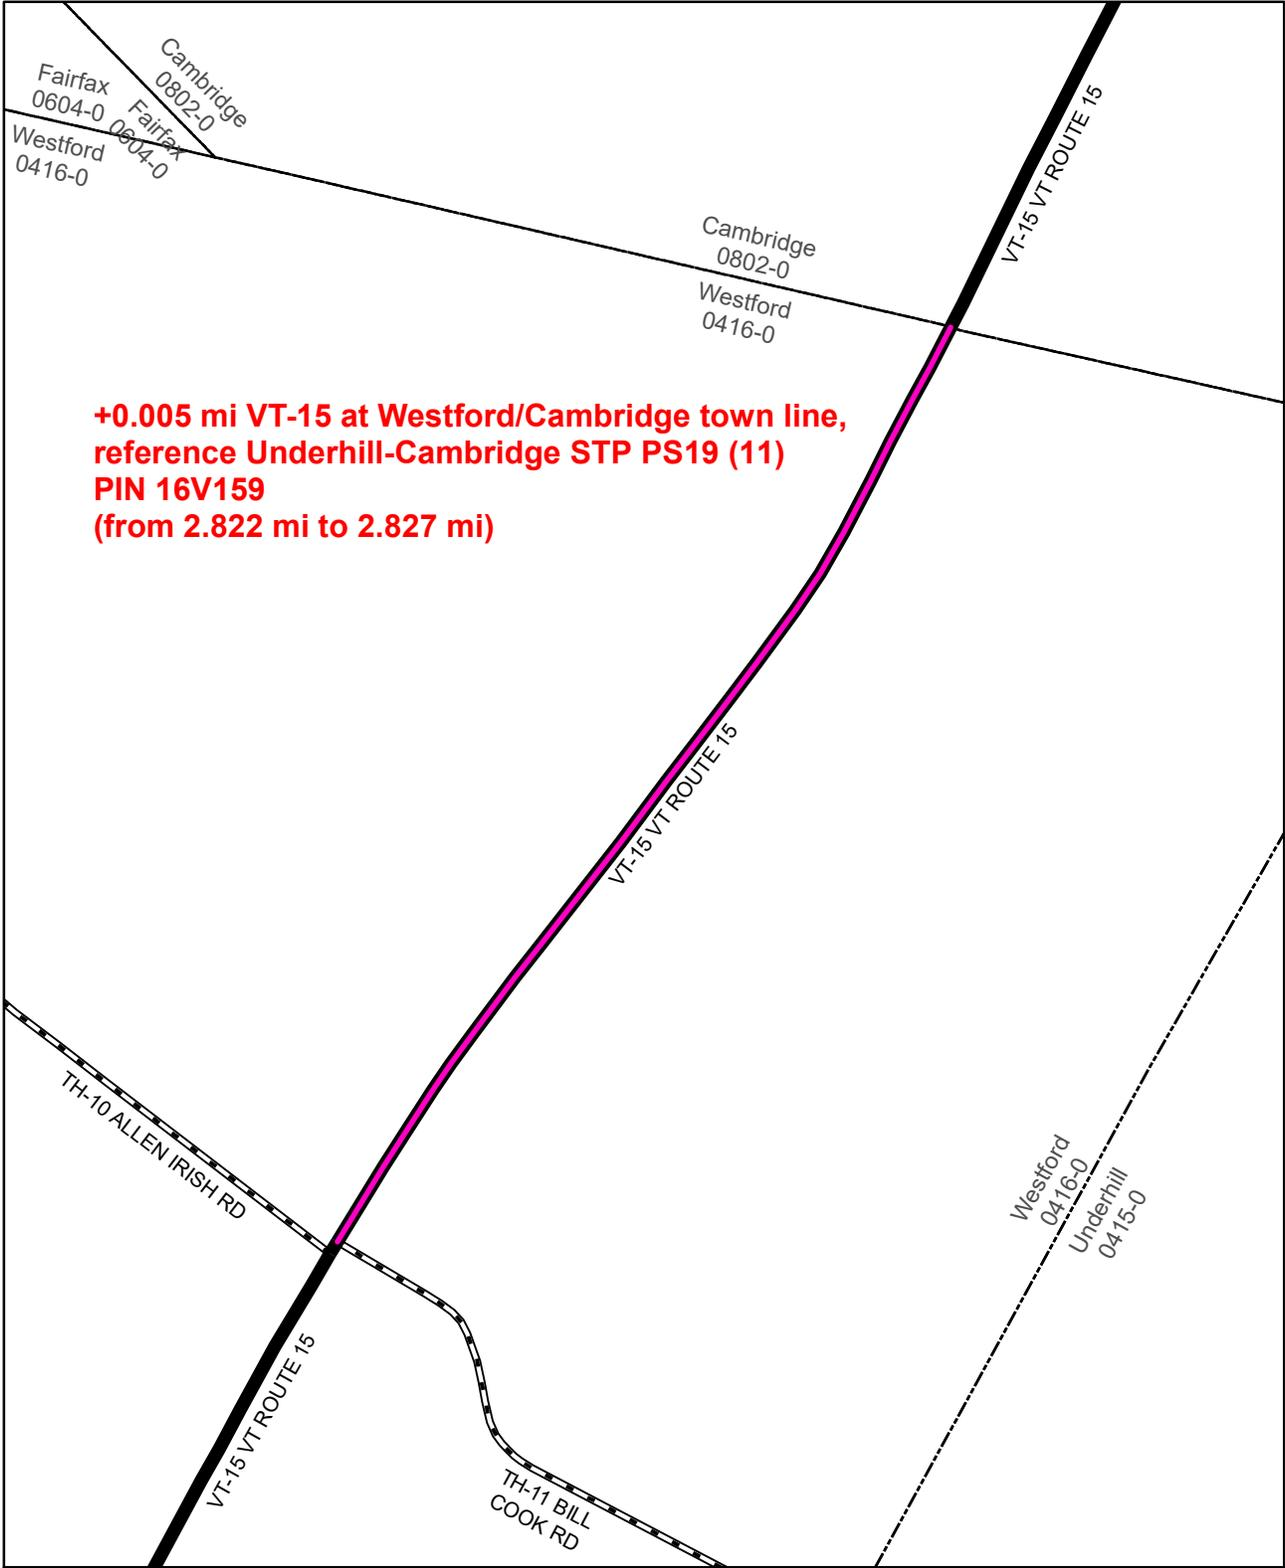 Cambridge
0802-0
Fairfax
0604-0
Fairfax
0604-0
Westford
0416-0
VT-15 VT ROUTE 15
Cambridge
0802-0
Westford
0416-0
+0.005 mi VT-15 at Westford/Cambridge town line,
reference Underhill-Cambridge STP PS19 (11)
PIN 16V159
(from 2.822 mi to 2.827 mi)
VT-15 VT ROUTE 15
TH-10 ALLEN IRISH RD
Westford
0416-0
Underhill
0415-0
VT-15 VT ROUTE 15
TH-11 BILL
COOK RD